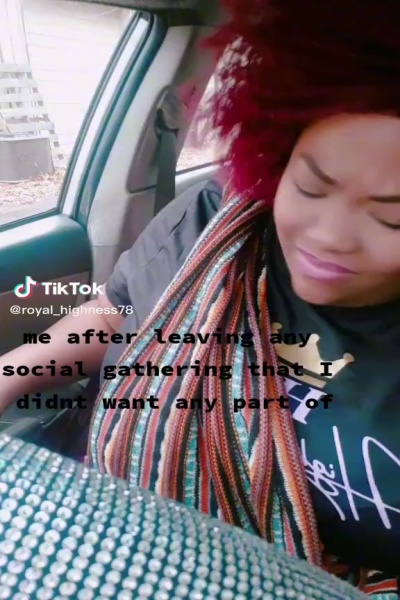 TikTok
@royal_highness78
me after leaving any
social gathering that I
didnt want any part of